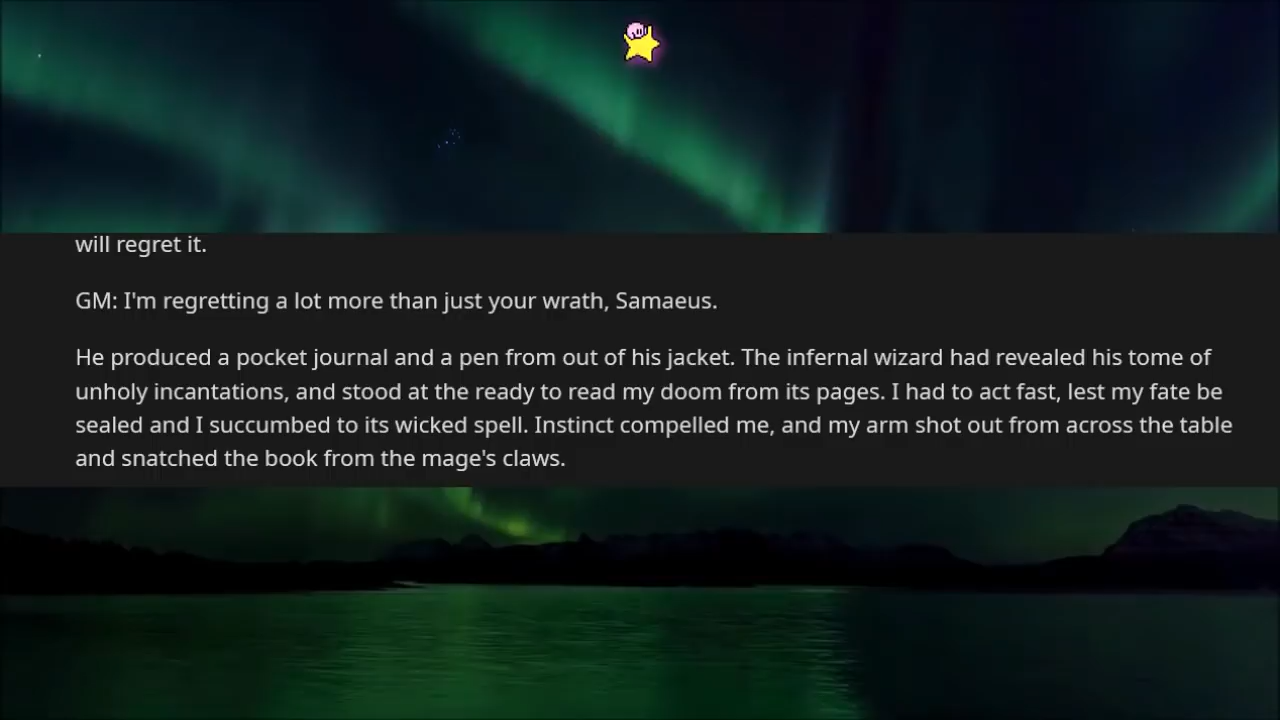 will regret it.
GM: I'm regretting a lot more than just your wrath, Samaeus.
He produced a pocket journal and a pen from out of his jacket. The infernal wizard had revealed his tome of
unholy incantations, and stood at the ready to read my doom from its pages. I had to act fast, lest my fate be
sealed and I succumbed to its wicked spell. Instinct compelled me, and my arm shot out from across the table
and snatched the book from the mage's claws.